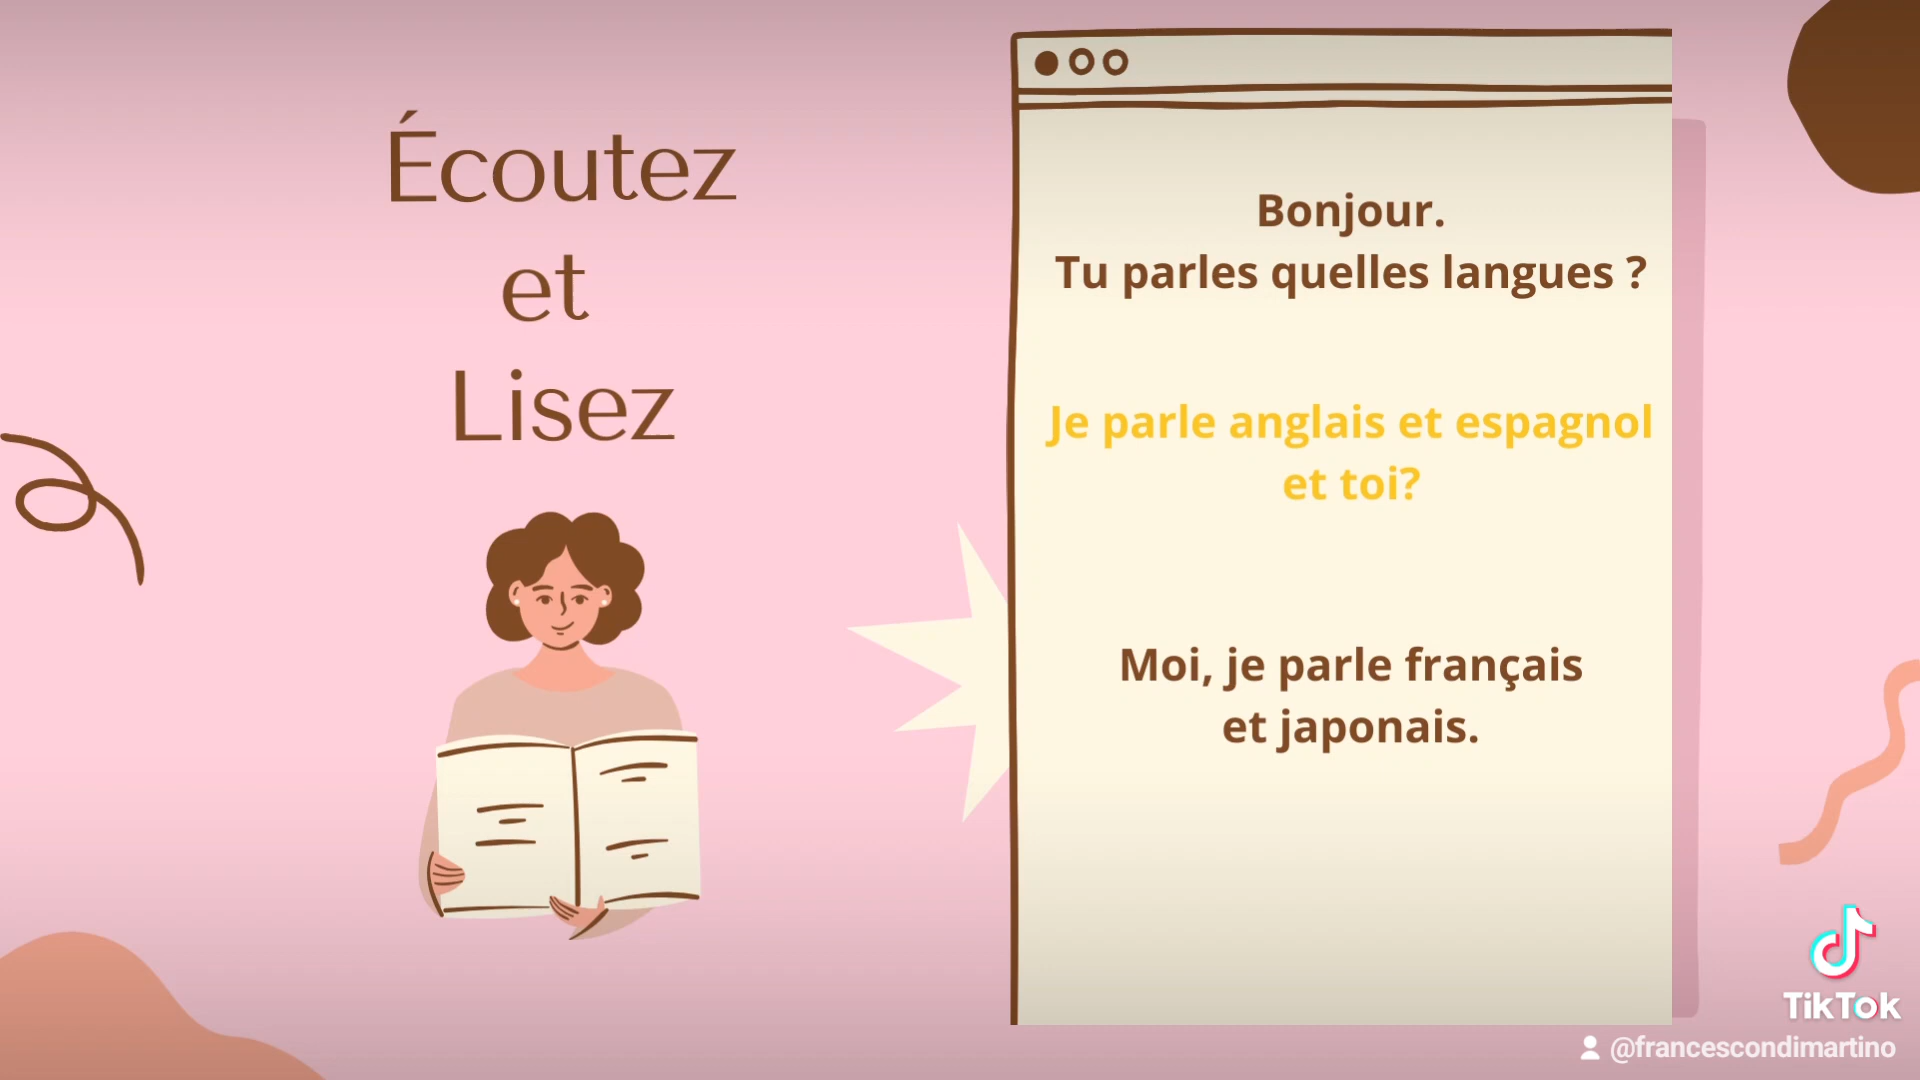 Écoutez
et
Lisez
Bonjour.
Tu parles quelles langues ?
Je parle anglais et espagnol
et toi?
Moi, je parle français
et japonais.
TikTok
@francescondimartino